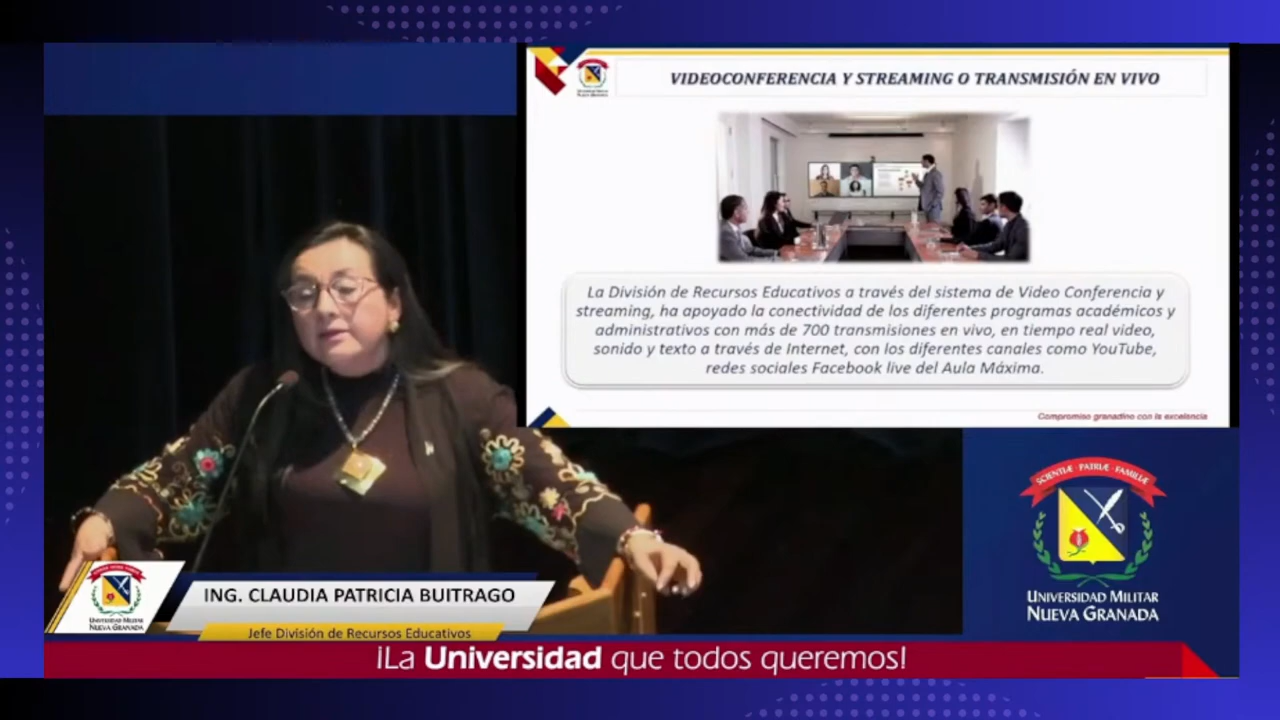 VIDEOCONFERENCIA Y STREAMING O TRANSMISIÓN EN VIVO
La División de Recursos Educativos a través del sistema de Video Conferencia y
streaming, ha apoyado la conectividad de los diferentes programas académicos y
administrativos con más de 700 transmisiones en vivo, en tiempo real video,
sonido y texto a través de Internet, con los diferentes canales como YouTube,
redes sociales Facebook live del Aula Máxima.
Compromiso granadino con la excelencia
SCIENTIÆ · PATRIÆ · FAMILIÆ
UNIVERSIDAD MILITAR
NUEVA GRANADA
UNIVERSIDAD MILITAR
NUEVA GRANADA
ING. CLAUDIA PATRICIA BUITRAGO
Jefe División de Recursos Educativos
¡La Universidad que todos queremos!